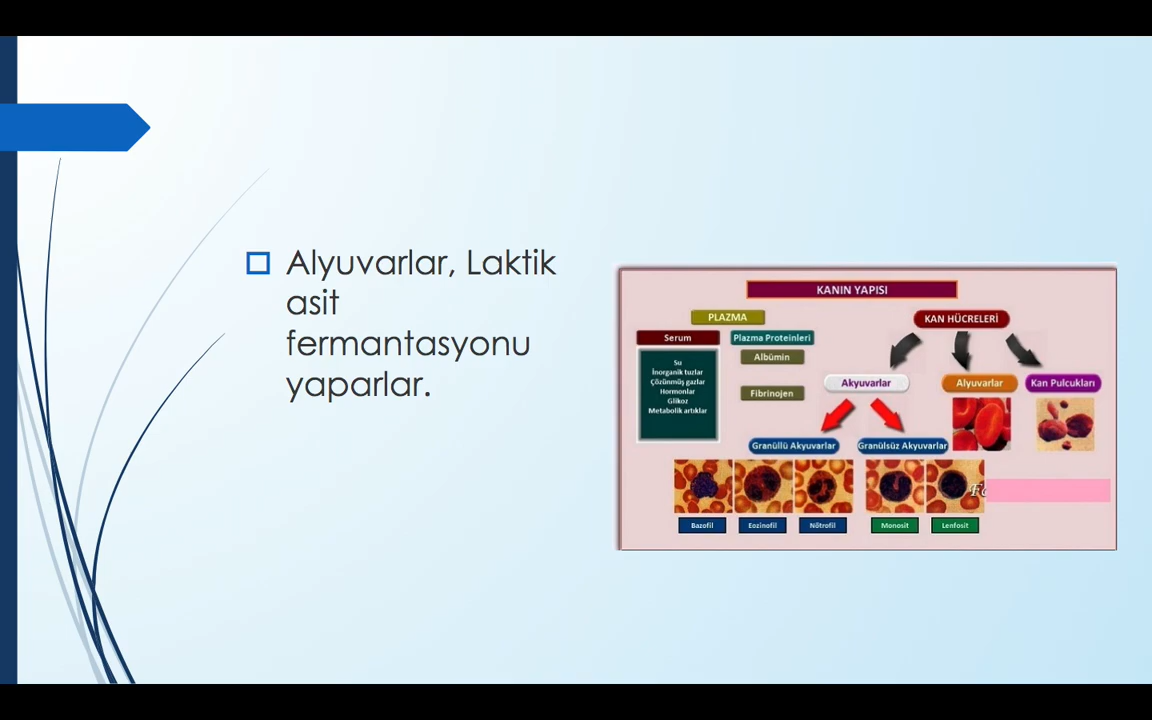 Alyuvarlar, Laktik
asit
fermantasyonu
yaparlar.
KANIN YAPISI
PLAZMA
KAN HÜCRELERİ
Serum
Plazma Proteinleri
Su
İnorganik tuzlar
Çözünmüş gazlar
Hormonlar
Glikoz
Metabolik artıklar
Albümin
Fibrinojen
Akyuvarlar
Alyuvarlar
Kan Pulcukları
Granüllü Akyuvarlar
Granülsüz Akyuvarlar
Bazofil
Eozinofil
Nötrofil
Monosit
Lenfosit